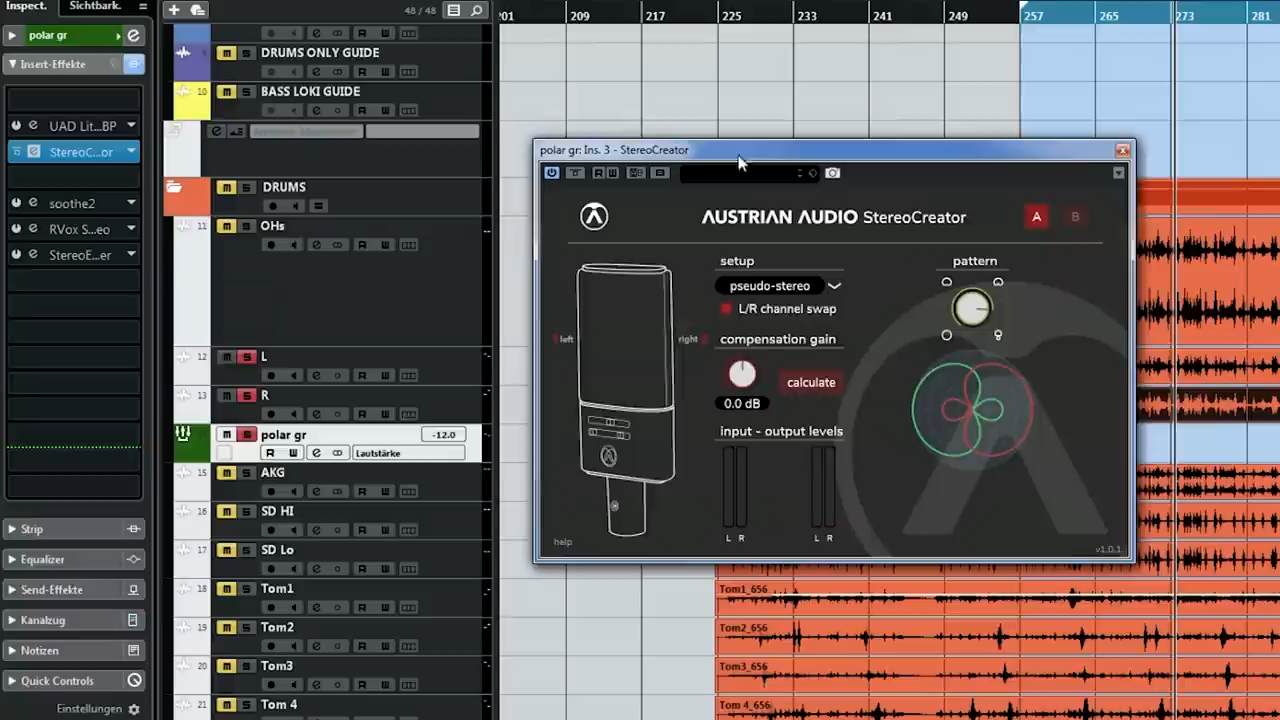 Inspect.
Sichtbark.
48 / 48
201
209
217
225
233
241
249
257
265
273
281
polar gr
Insert-Effekte
UAD Lit...BP
StereoC...or
soothe2
RVox S...eo
StereoE...er
Strip
Equalizer
Send-Effekte
Kanalzug
Notizen
Quick Controls
Einstellungen
DRUMS ONLY GUIDE
10
BASS LOKI GUIDE
DRUMS
11
OHs
12
L
13
R
polar gr
-12.0
Lautstärke
15
AKG
16
SD HI
17
SD Lo
18
Tom1
19
Tom2
20
Tom3
21
Tom 4
polar gr: Ins. 3 - StereoCreator
AUSTRIAN AUDIO StereoCreator
A
B
setup
pseudo-stereo
L/R channel swap
compensation gain
calculate
0.0 dB
input - output levels
L R
L R
pattern
left
right
help
v1.0.1
Tom1_656
Tom2_656
Tom3_656
Tom 4_656